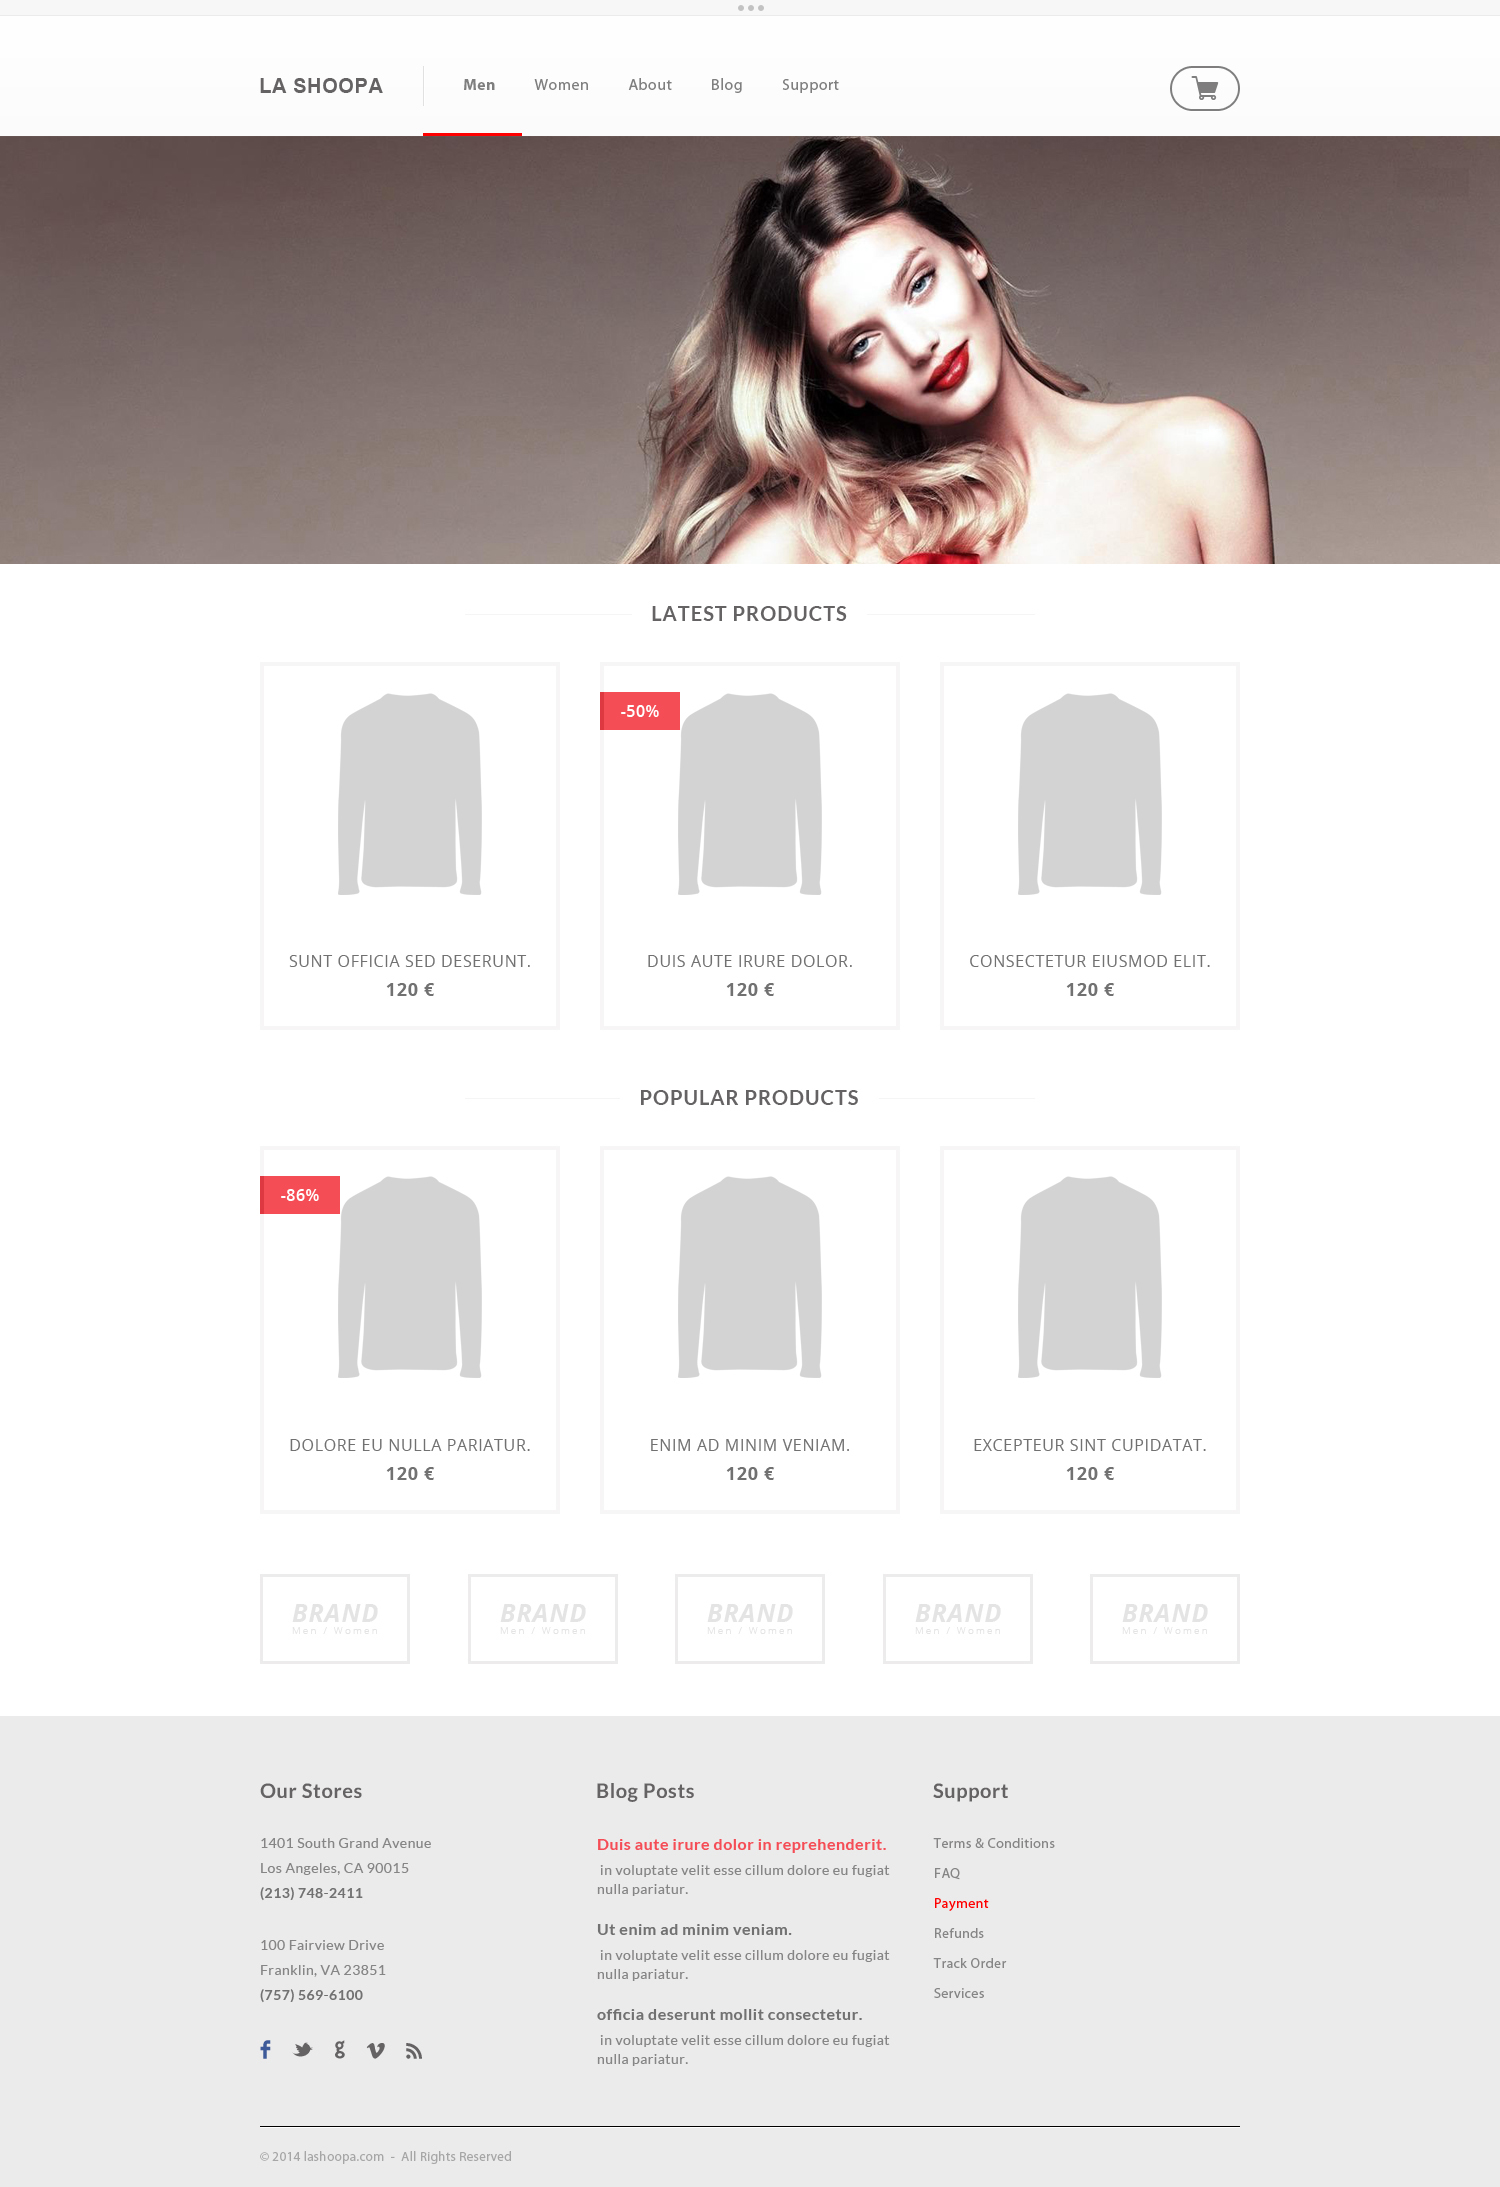 LA SHOOPA
Men Women About Blog Support
LATEST PRODUCTS
-50%
SUNT OFFICIA SED DESERUNT.
120 €
DUIS AUTE IRURE DOLOR.
120 €
CONSECTETUR EIUSMOD ELIT.
120 €
POPULAR PRODUCTS
-86%
DOLORE EU NULLA PARIATUR.
120 €
ENIM AD MINIM VENIAM.
120 €
EXCEPTEUR SINT CUPIDATAT.
120 €
BRAND
Men / Women
BRAND
Men / Women
BRAND
Men / Women
BRAND
Men / Women
BRAND
Men / Women
Our Stores
1401 South Grand Avenue
Los Angeles, CA 90015
(213) 748-2411
100 Fairview Drive
Franklin, VA 23851
(757) 569-6100
Blog Posts
Duis aute irure dolor in reprehenderit.
in voluptate velit esse cillum dolore eu fugiat
nulla pariatur.
Ut enim ad minim veniam.
in voluptate velit esse cillum dolore eu fugiat
nulla pariatur.
officia deserunt mollit consectetur.
in voluptate velit esse cillum dolore eu fugiat
nulla pariatur.
Support
Terms & Conditions
FAQ
Payment
Refunds
Track Order
Services
© 2014 lashoopa.com - All Rights Reserved